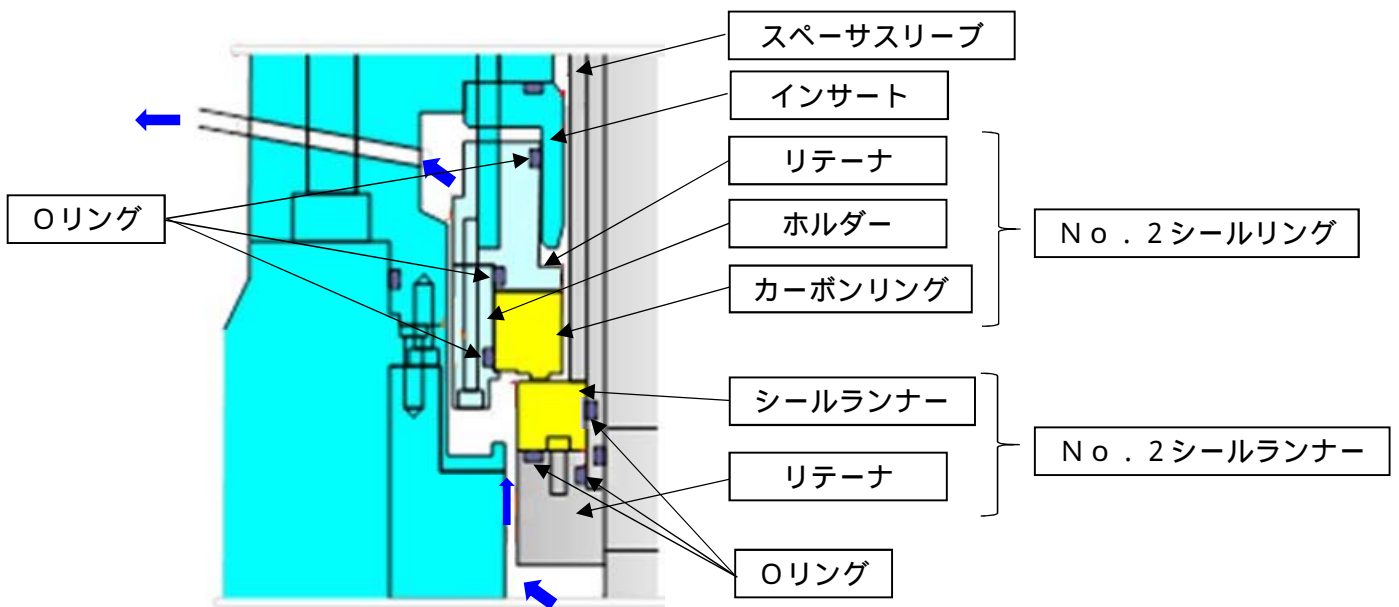 スペーサスリーブ
インサート
リテーナ
ホルダー
カーボンリング
No．2シールリング
Oリング
シールランナー
リテーナ
No．2シールランナー
Oリング